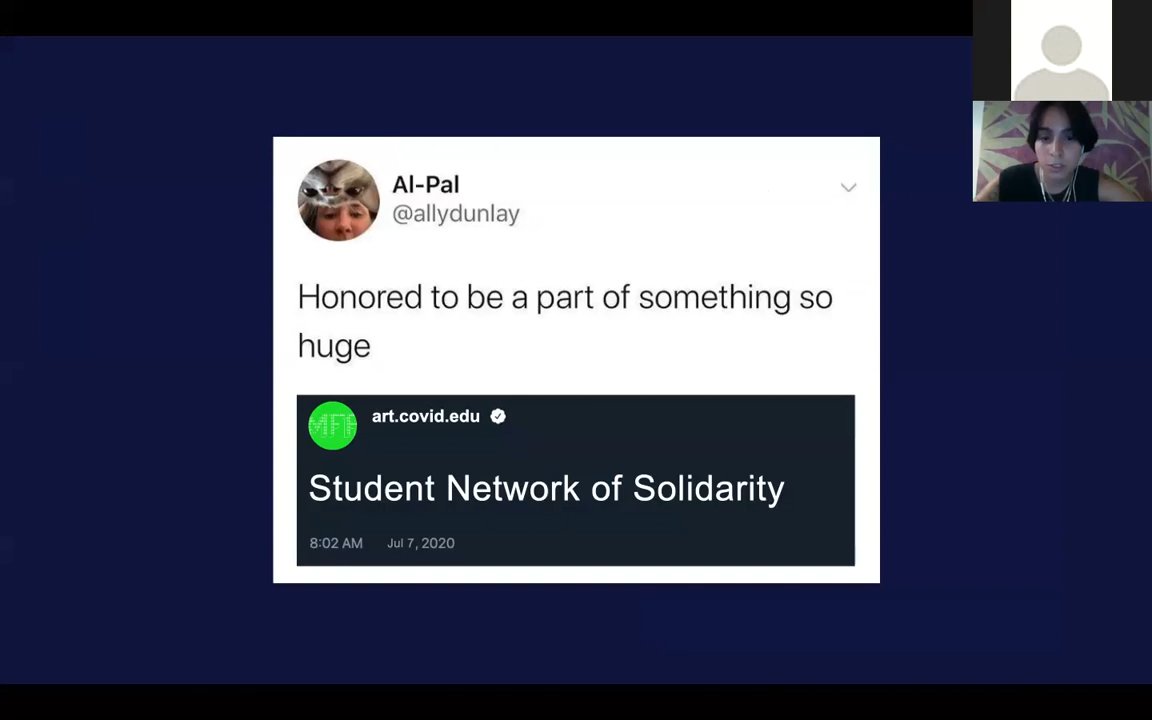 Al-Pal
@allydunlay
Honored to be a part of something so
huge
art.covid.edu
Student Network of Solidarity
8:02 AM Jul 7, 2020